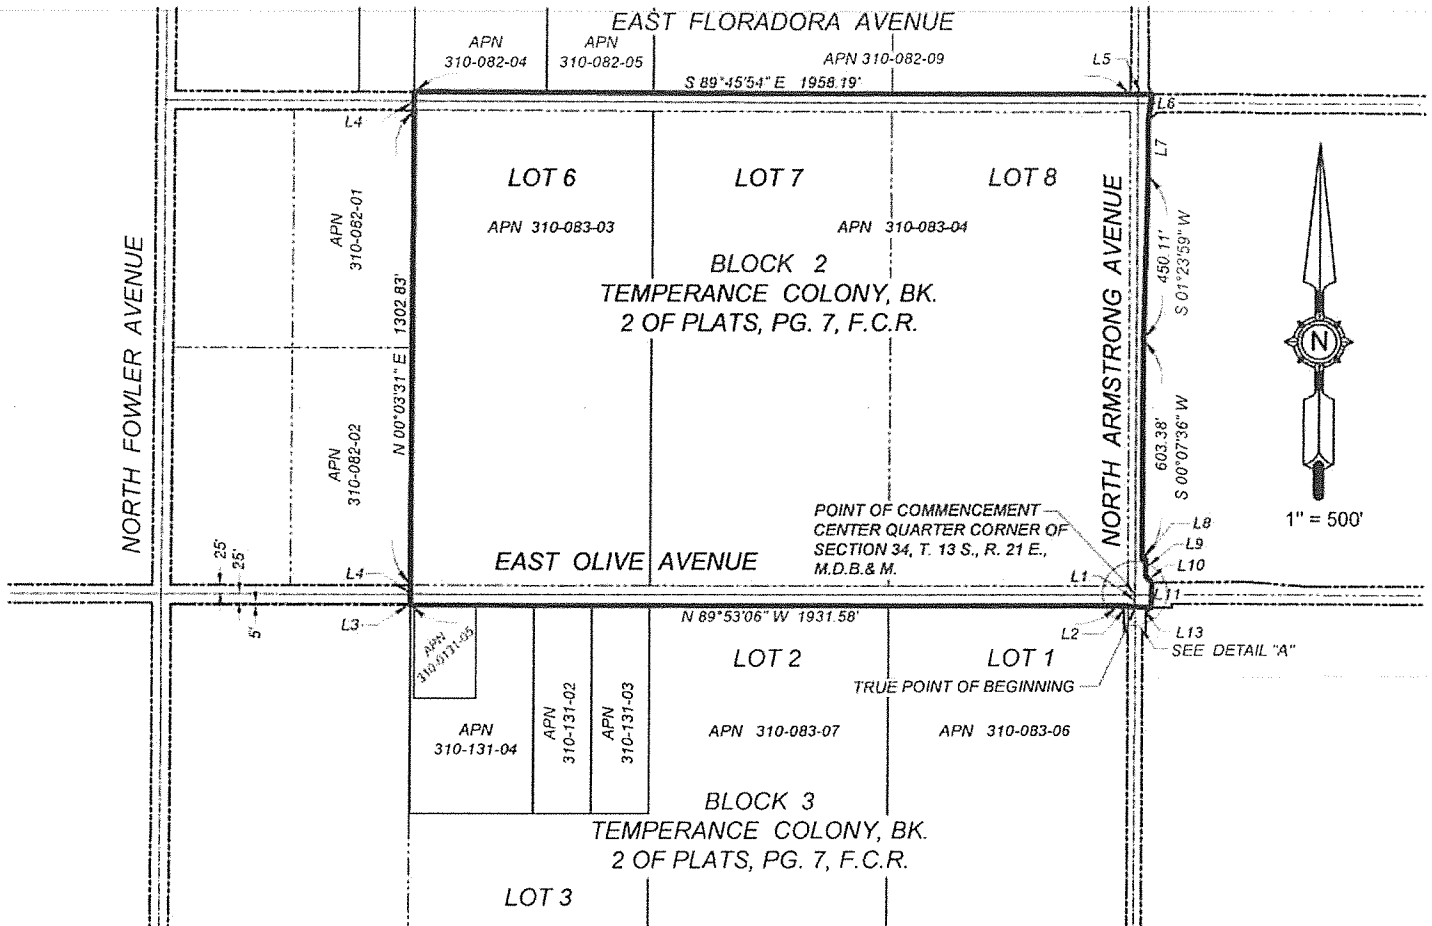 EAST FLORADORA AVENUE
APN
310-082-04
APN
310-082-05
APN 310-082-09
L5
S 89°45'54" E 1958.19'
L4
L6
L7
LOT 6
LOT 7
LOT 8
APN 310-083-03
APN 310-083-04
APN
310-082-01
NORTH FOWLER AVENUE
N 00°03'31" E 1302.83'
BLOCK 2
TEMPERANCE COLONY, BK.
2 OF PLATS, PG. 7, F.C.R.
NORTH ARMSTRONG AVENUE
450.11'
S 01°23'59" W
N
1" = 500'
APN
310-082-02
603.38'
S 00°07'36" W
POINT OF COMMENCEMENT
CENTER QUARTER CORNER OF
SECTION 34, T. 13 S., R. 21 E.,
M.D.B.& M.
L8
L9
L10
L11
L1
EAST OLIVE AVENUE
25'
25'
5'
L4
L3
N 89°53'06" W 1931.58'
L2
L13
SEE DETAIL "A"
TRUE POINT OF BEGINNING
APN
310-0131-05
LOT 2
LOT 1
APN
310-131-04
APN
310-131-02
APN
310-131-03
APN 310-083-07
APN 310-083-06
BLOCK 3
TEMPERANCE COLONY, BK.
2 OF PLATS, PG. 7, F.C.R.
LOT 3